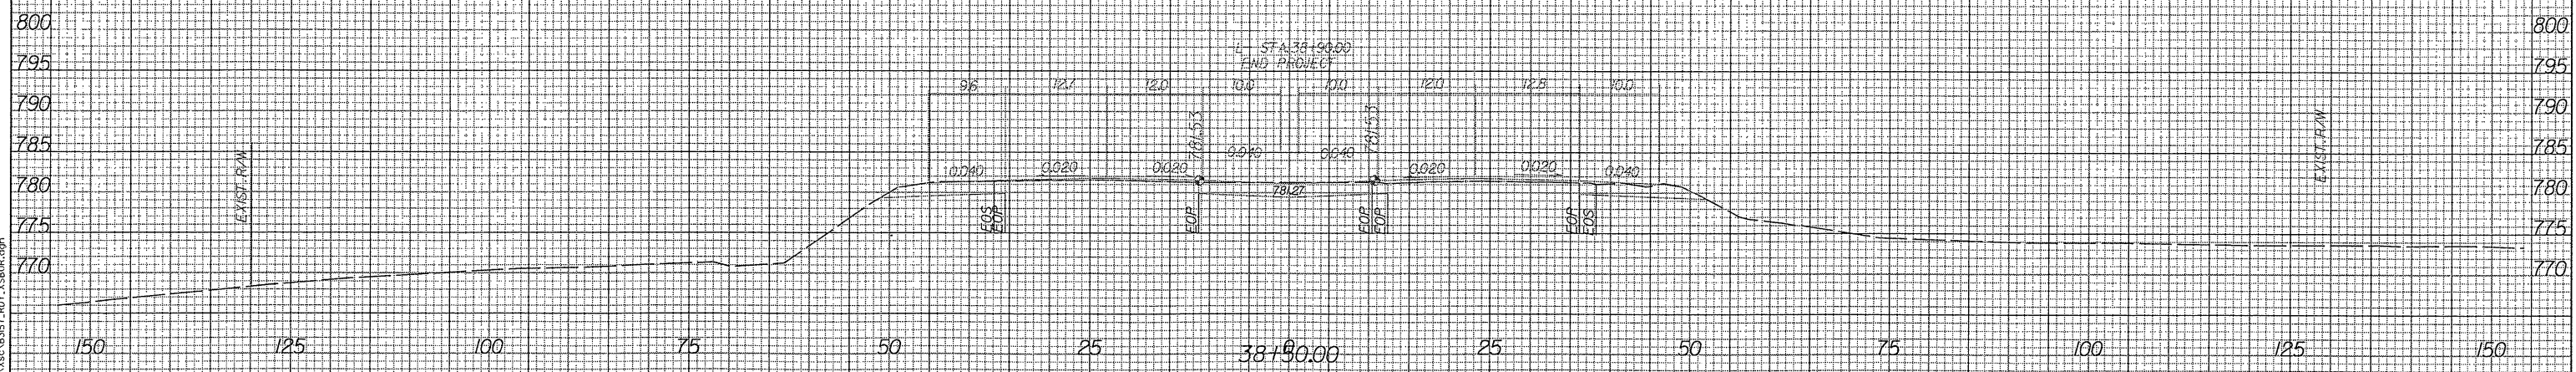 800 800
L STA.38+90.00
795 END PROJECT 795
9.6 12.7 12.0 10.0 10.0 12.0 12.8 10.0
790 790
EXIST.R/W 781.53 781.53 EXIST.R/W
785 785
0.040 0.020 0.020 0.040 0.040 0.020 0.020 0.040
780 781.27 780
EOS EOP EOP EOP EOP EOP EOS
775 775
770 770
150 125 100 75 50 25 0 25 50 75 100 125 150
38+90.00